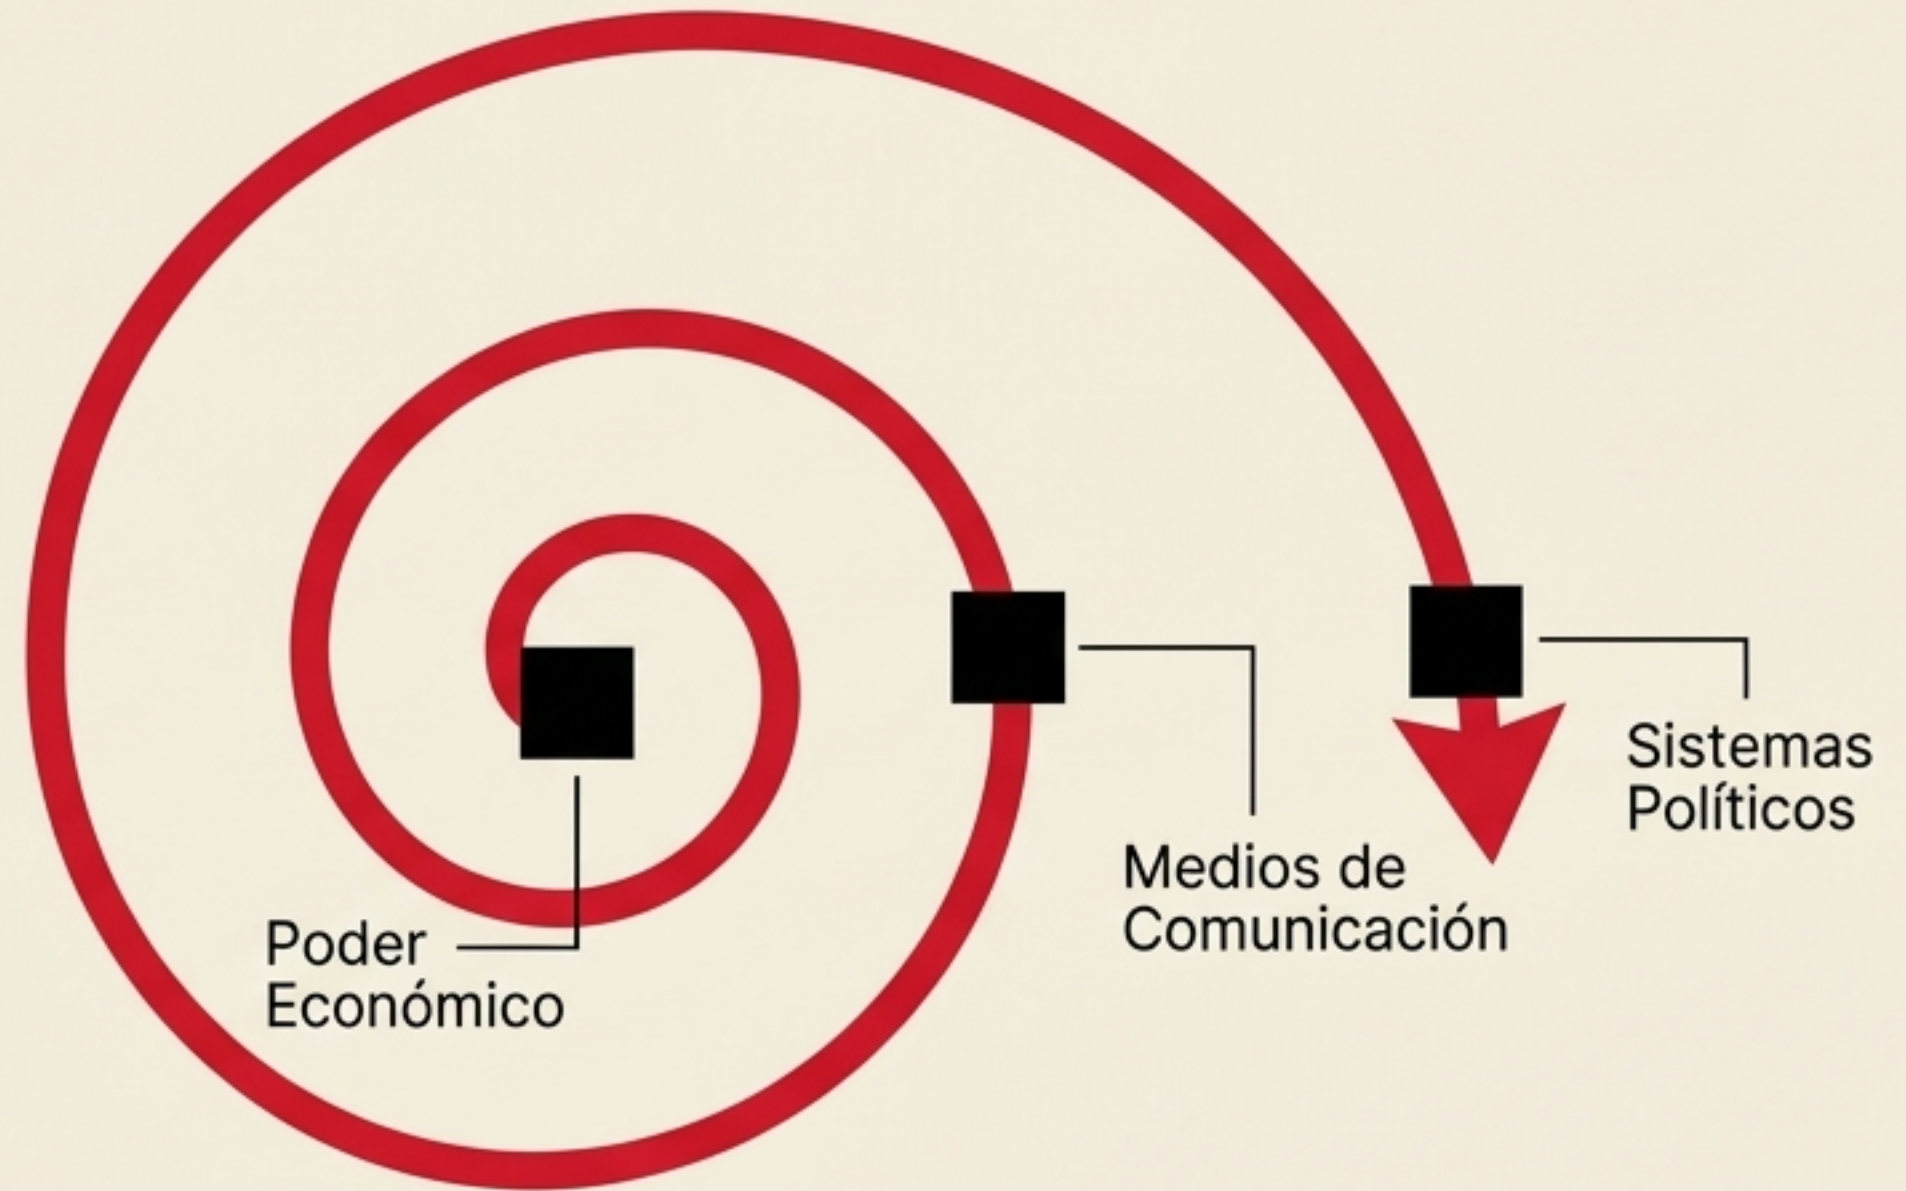 Poder
Económico
Medios de
Comunicación
Sistemas
Políticos